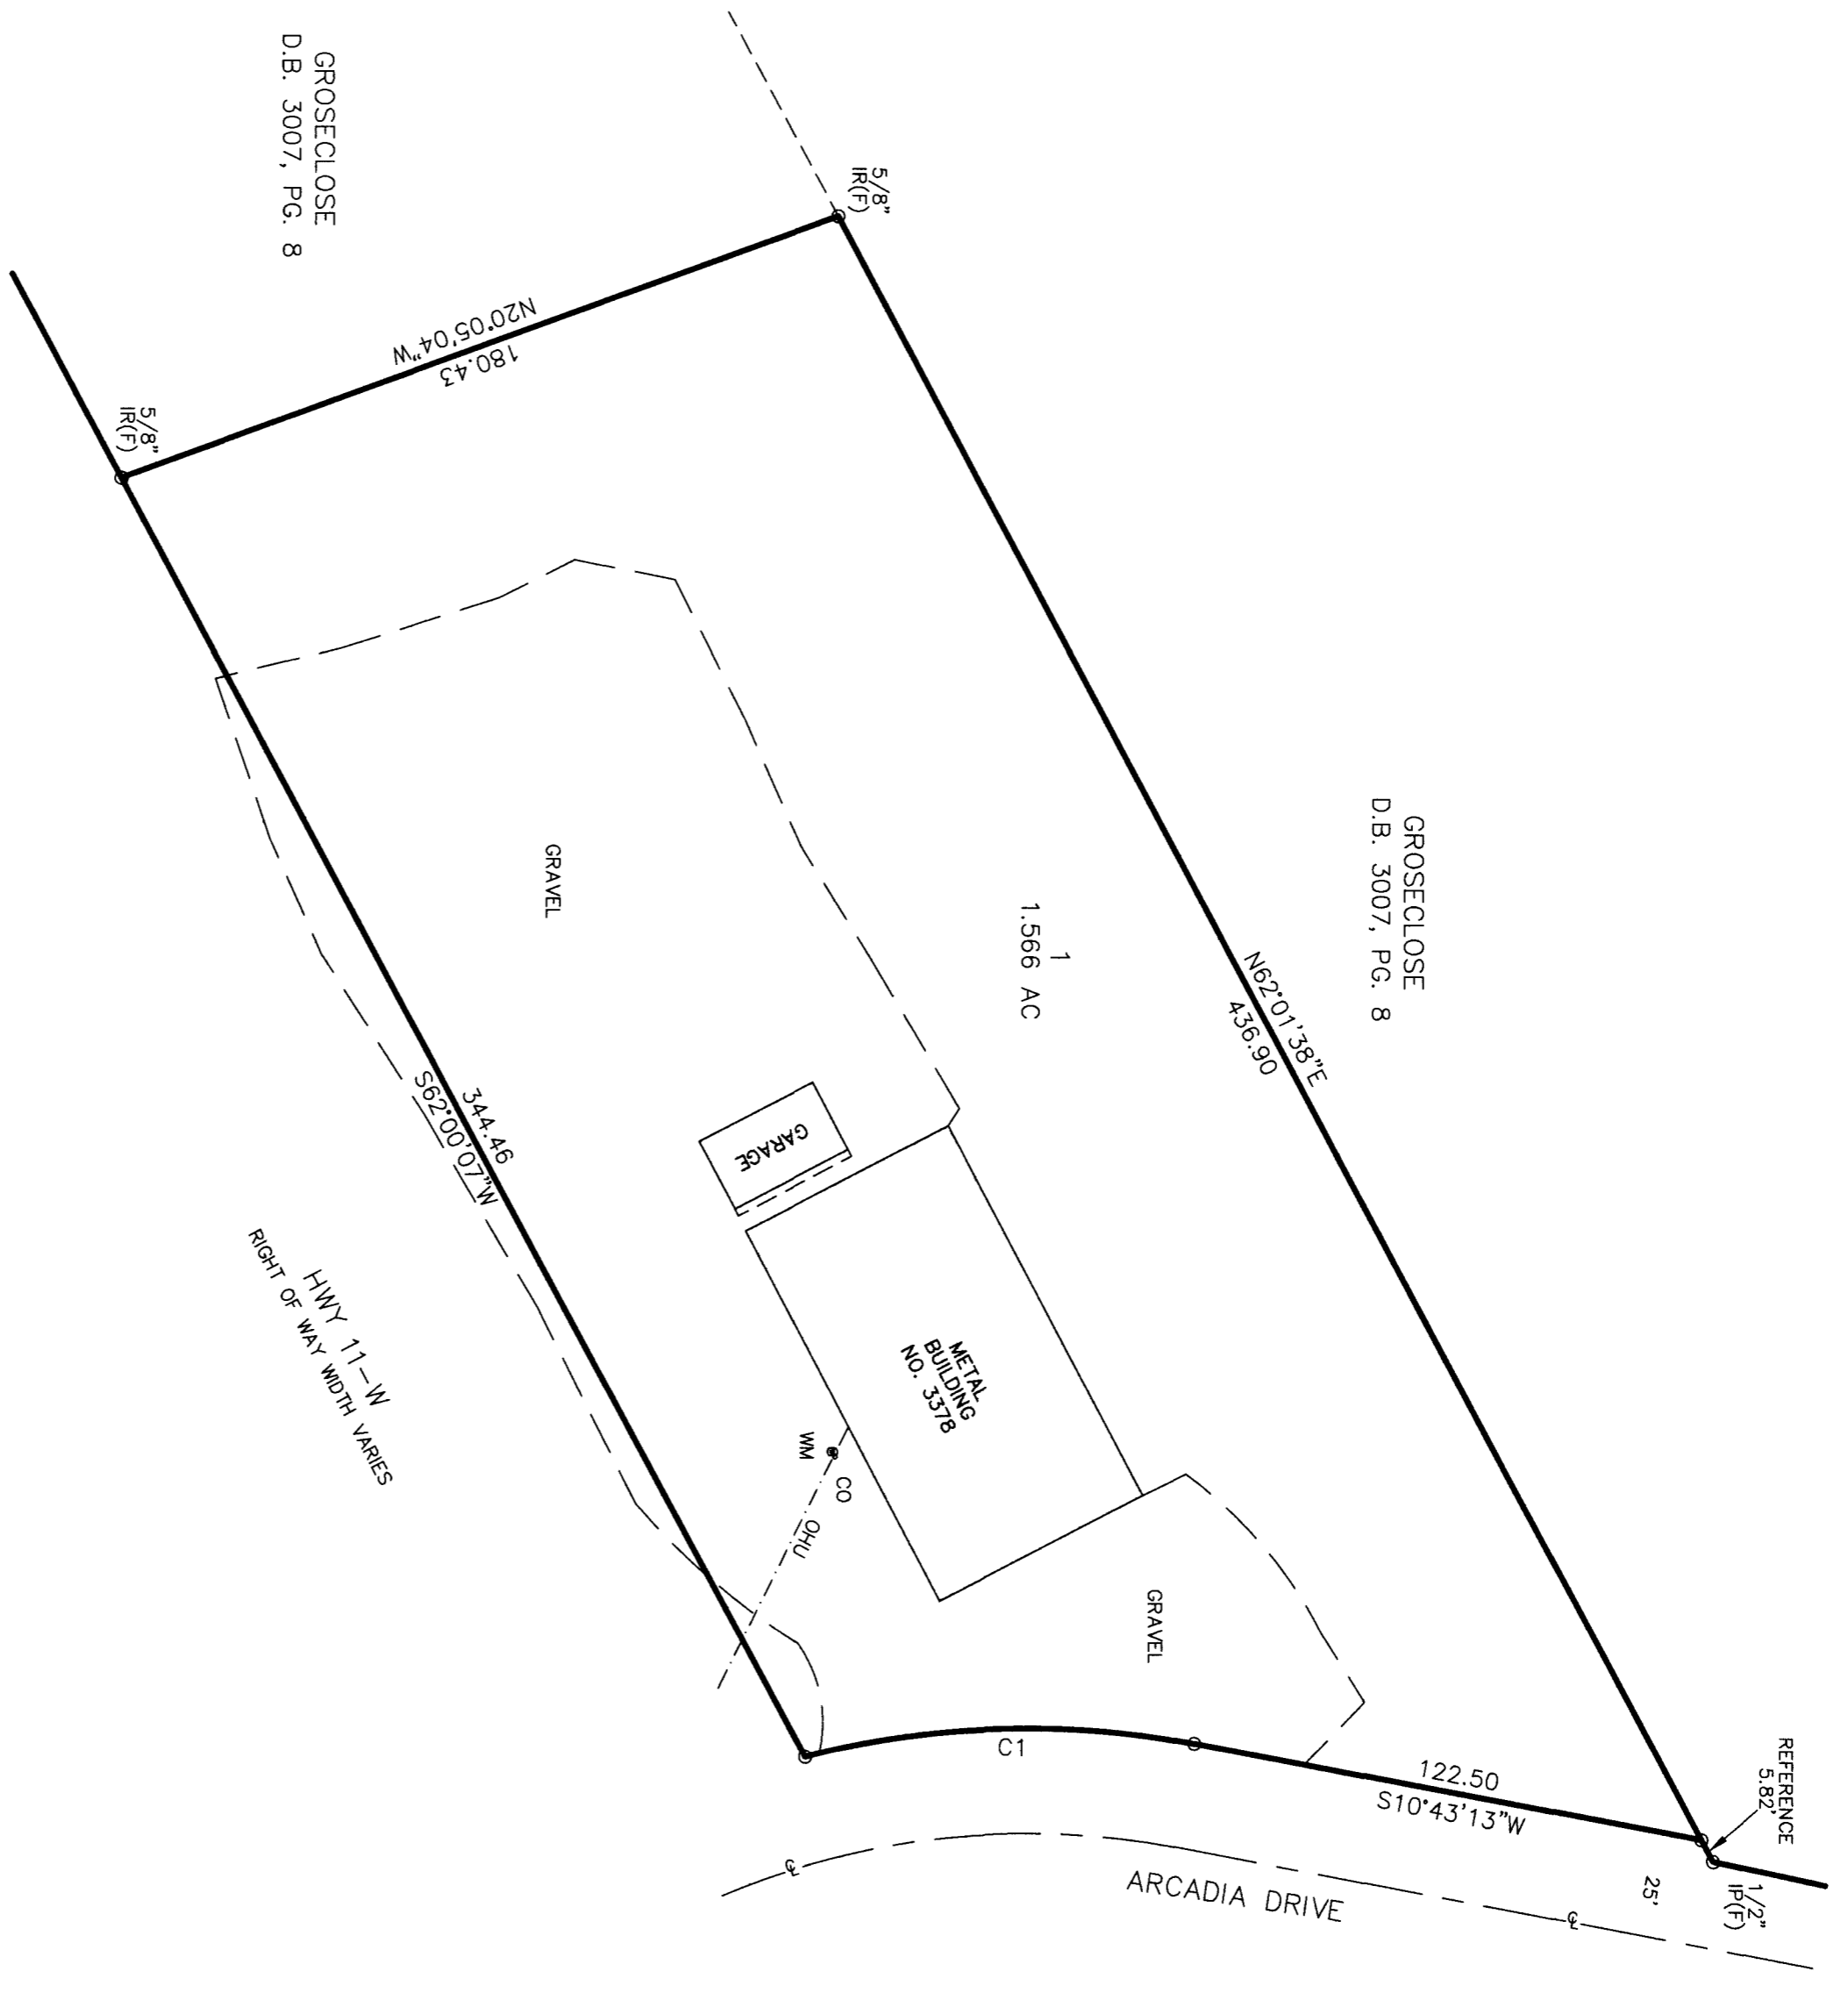 GROSECLOSE
D.B. 3007, PG. 8
5/8"
IR(F)
N20°05'04"W
180.43
5/8"
IR(F)
GROSECLOSE
D.B. 3007, PG. 8
N62°01'38"E
436.90
1
1.566 AC
GRAVEL
GARAGE
METAL
BUILDING
NO. 3378
344.46
S62°00'07"W
HWY 11-W
RIGHT OF WAY WIDTH VARIES
WM
CO
OHU
GRAVEL
C1
122.50
S10°43'13"W
REFERENCE
5.82'
1/2"
IP(F)
25'
ARCADIA DRIVE
℄
℄